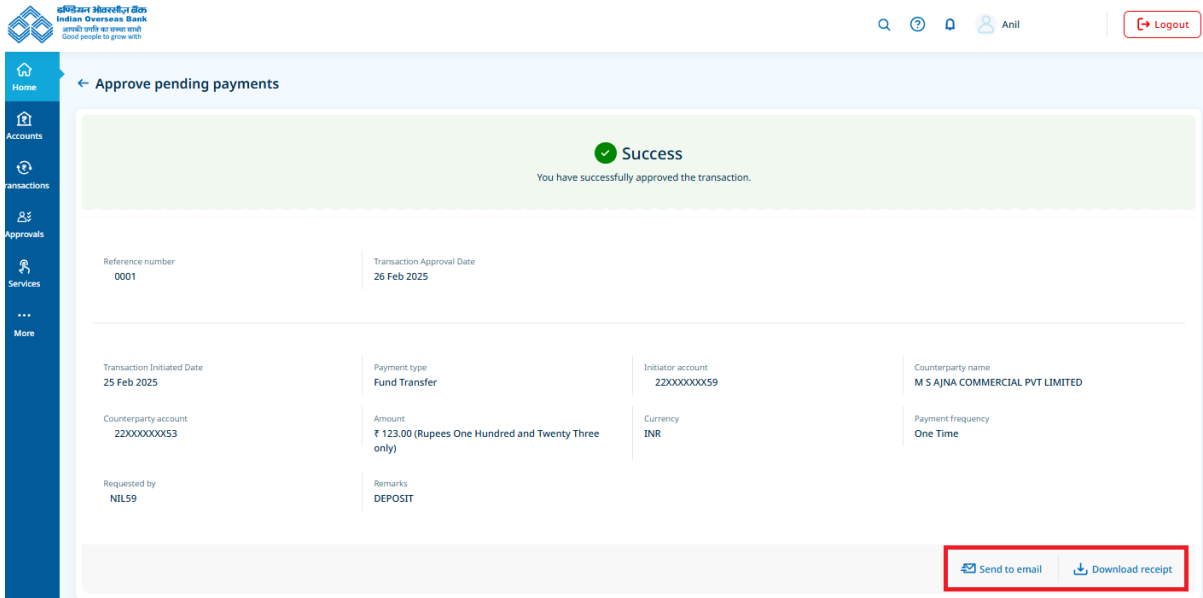 इण्डियन ओवरसीज़ बैंक
Indian Overseas Bank
आपकी प्रगति का सच्चा साथी
Good people to grow with
Anil
Logout
Home
← Approve pending payments
Accounts
ransactions
Approvals
Services
More
Success
You have successfully approved the transaction.
Reference number
0001
Transaction Approval Date
26 Feb 2025
Transaction Initiated Date
25 Feb 2025
Payment type
Fund Transfer
Initiator account
22XXXXXXX59
Counterparty name
M S AJNA COMMERCIAL PVT LIMITED
Counterparty account
22XXXXXXX53
Amount
₹ 123.00 (Rupees One Hundred and Twenty Three
only)
Currency
INR
Payment frequency
One Time
Requested by
NIL59
Remarks
DEPOSIT
Send to email
Download receipt